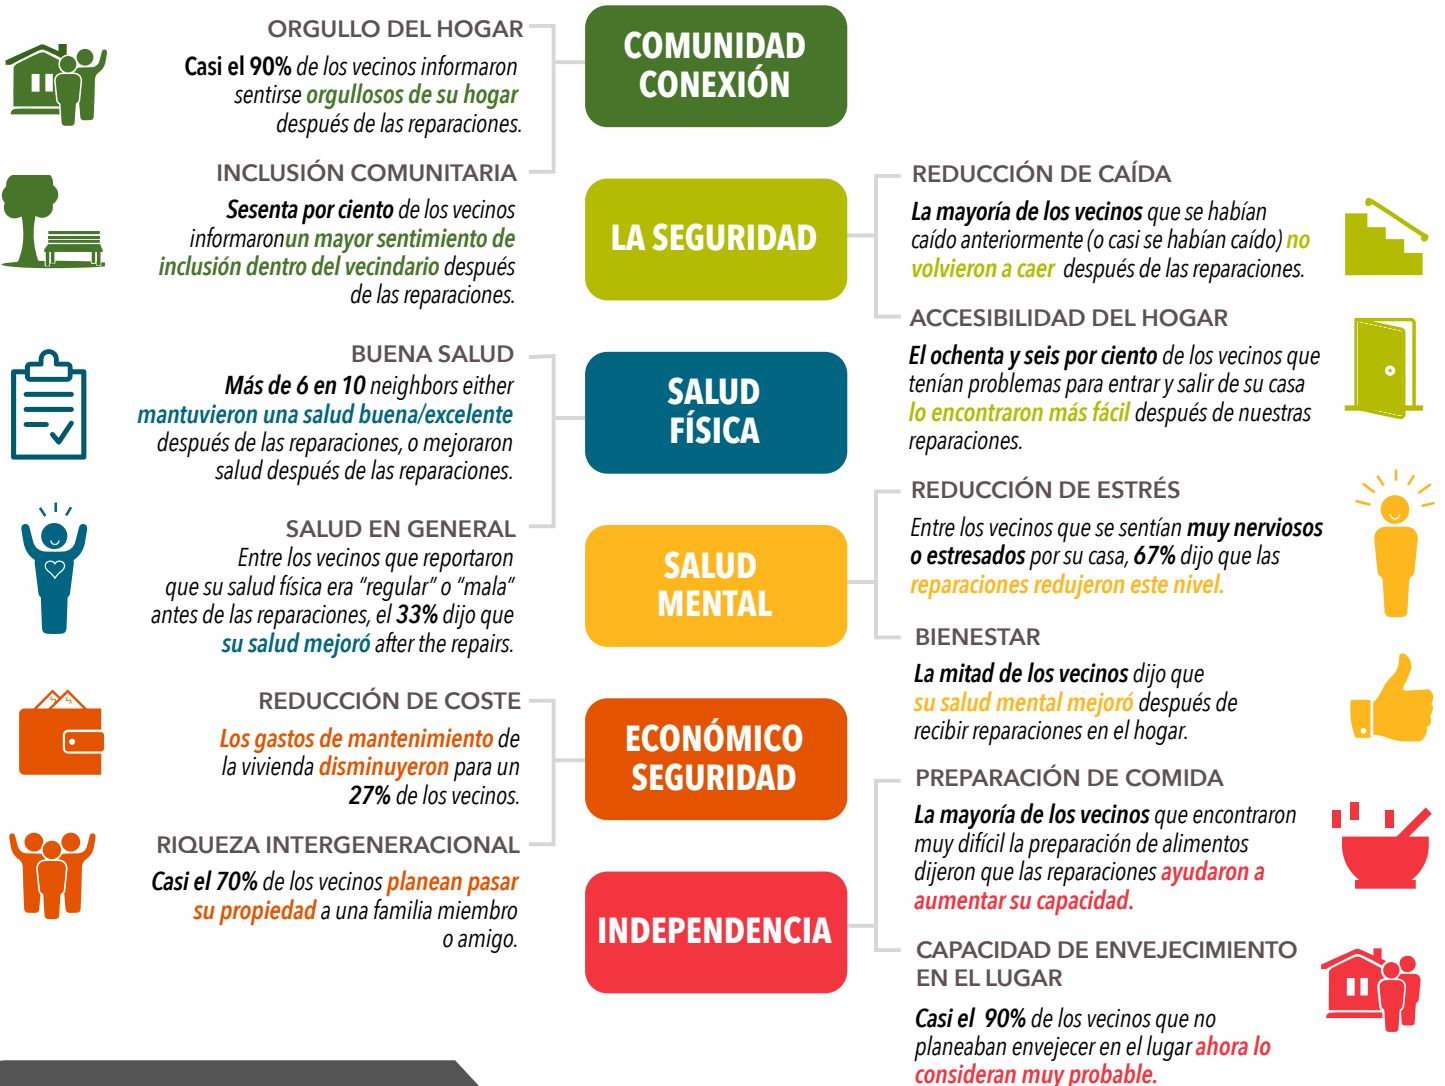 ORGULLO DEL HOGAR
Casi el 90% de los vecinos informaron
sentirse orgullosos de su hogar
después de las reparaciones.
INCLUSIÓN COMUNITARIA
Sesenta por ciento de los vecinos
informaronun mayor sentimiento de
inclusión dentro del vecindario después
de las reparaciones.
COMUNIDAD
CONEXIÓN
LA SEGURIDAD
REDUCCIÓN DE CAÍDA
La mayoría de los vecinos que se habían
caído anteriormente (o casi se habían caído) no
volvieron a caer después de las reparaciones.
ACCESIBILIDAD DEL HOGAR
El ochenta y seis por ciento de los vecinos que
tenían problemas para entrar y salir de su casa
lo encontraron más fácil después de nuestras
reparaciones.
BUENA SALUD
Más de 6 en 10 neighbors either
mantuvieron una salud buena/excelente
después de las reparaciones, o mejoraron
salud después de las reparaciones.
SALUD EN GENERAL
Entre los vecinos que reportaron
que su salud física era “regular” o “mala”
antes de las reparaciones, el 33% dijo que
su salud mejoró after the repairs.
SALUD
FÍSICA
SALUD
MENTAL
REDUCCIÓN DE ESTRÉS
Entre los vecinos que se sentían muy nerviosos
o estresados por su casa, 67% dijo que las
reparaciones redujeron este nivel.
BIENESTAR
La mitad de los vecinos dijo que
su salud mental mejoró después de
recibir reparaciones en el hogar.
REDUCCIÓN DE COSTE
Los gastos de mantenimiento de
la vivienda disminuyeron para un
27% de los vecinos.
RIQUEZA INTERGENERACIONAL
Casi el 70% de los vecinos planean pasar
su propiedad a una familia miembro
o amigo.
ECONÓMICO
SEGURIDAD
INDEPENDENCIA
PREPARACIÓN DE COMIDA
La mayoría de los vecinos que encontraron
muy difícil la preparación de alimentos
dijeron que las reparaciones ayudaron a
aumentar su capacidad.
CAPACIDAD DE ENVEJECIMIENTO
EN EL LUGAR
Casi el 90% de los vecinos que no
planeaban envejecer en el lugar ahora lo
consideran muy probable.